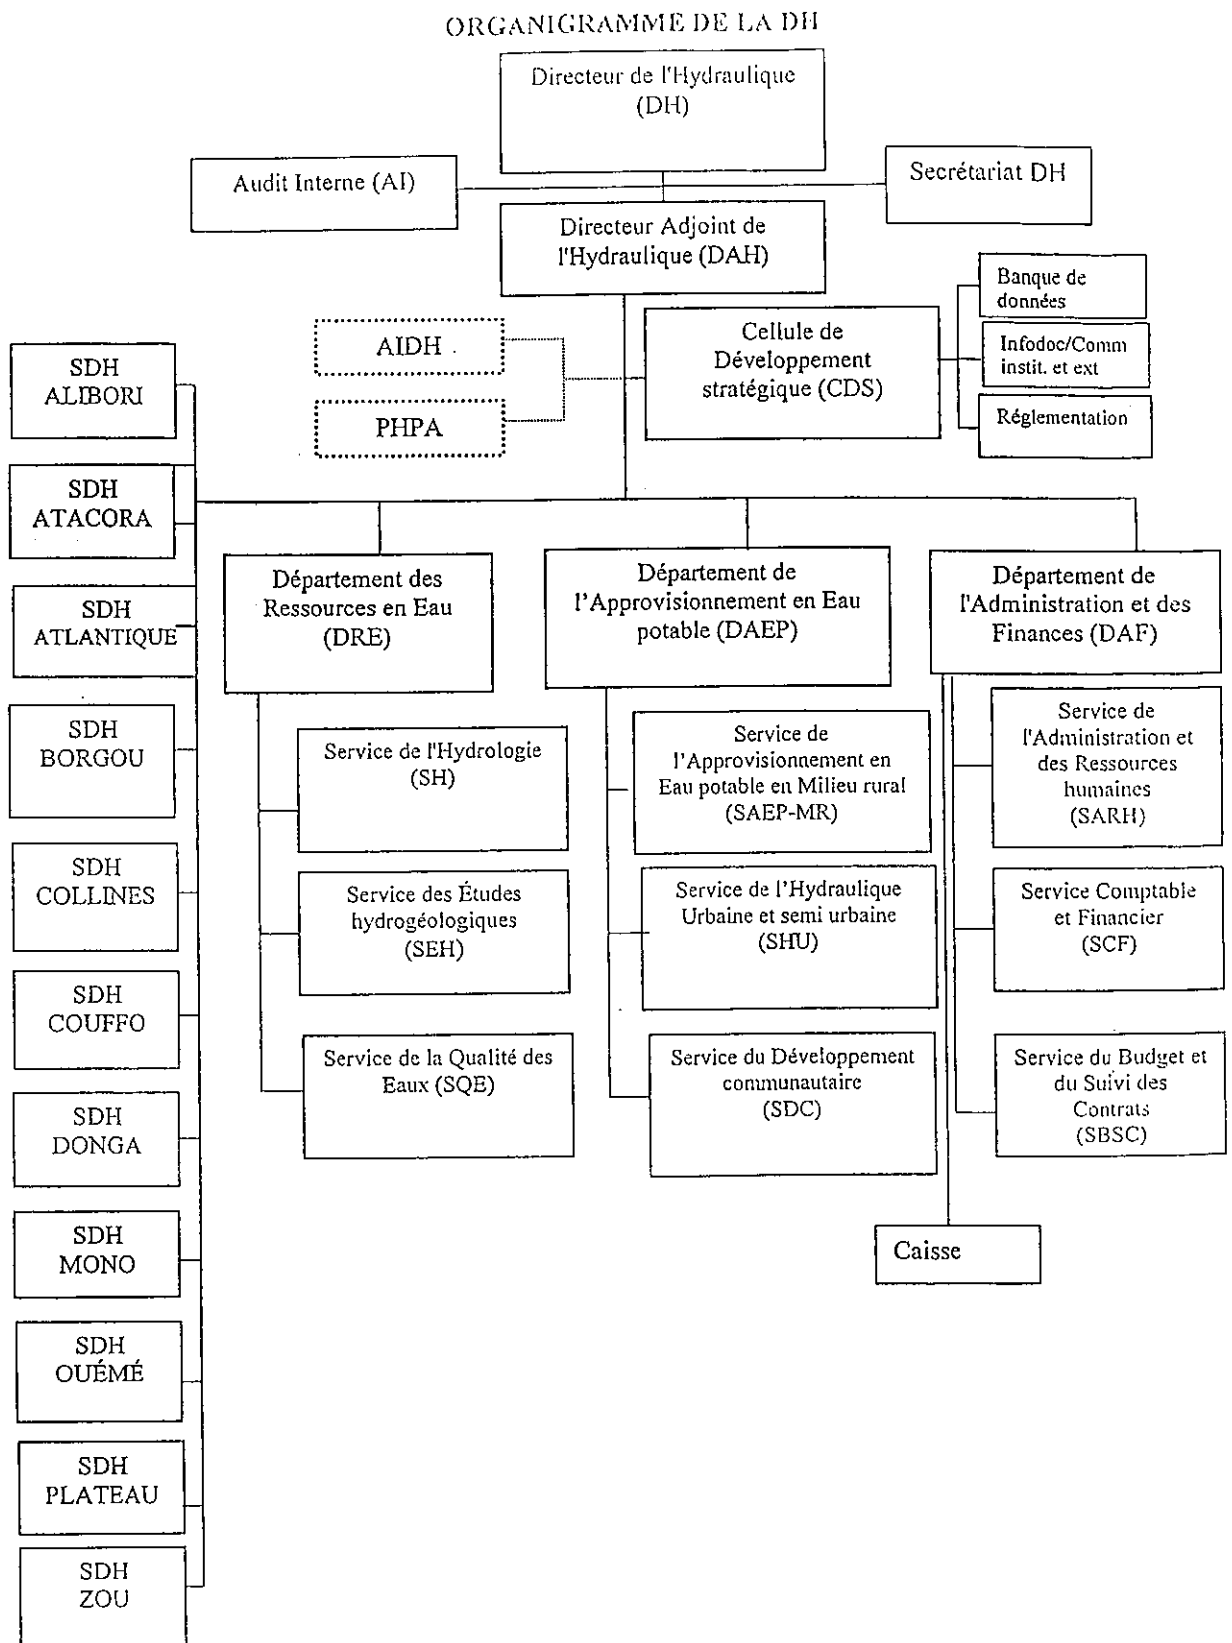 ORGANIGRAMME DE LA DH
Directeur de l'Hydraulique
(DH)
Audit Interne (AI)
Secrétariat DH
Directeur Adjoint de
l'Hydraulique (DAH)
Banque de
données
AIDH
Cellule de
Développement
stratégique (CDS)
Infodoc/Comm
instit. et ext
PHPA
Réglementation
SDH
ALIBORI
SDH
ATACORA
SDH
ATLANTIQUE
SDH
BORGOU
SDH
COLLINES
SDH
COUFFO
SDH
DONGA
SDH
MONO
SDH
OUÉMÉ
SDH
PLATEAU
SDH
ZOU
Département des
Ressources en Eau
(DRE)
Service de l'Hydrologie
(SH)
Service des Études
hydrogéologiques
(SEH)
Service de la Qualité des
Eaux (SQE)
Département de
l'Approvisionnement en Eau
potable (DAEP)
Service de
l'Approvisionnement en
Eau potable en Milieu rural
(SAEP-MR)
Service de l'Hydraulique
Urbaine et semi urbaine
(SHU)
Service du Développement
communautaire
(SDC)
Département de
l'Administration et des
Finances (DAF)
Service de
l'Administration et
des Ressources
humaines
(SARH)
Service Comptable
et Financier
(SCF)
Service du Budget et
du Suivi des
Contrats
(SBSC)
Caisse